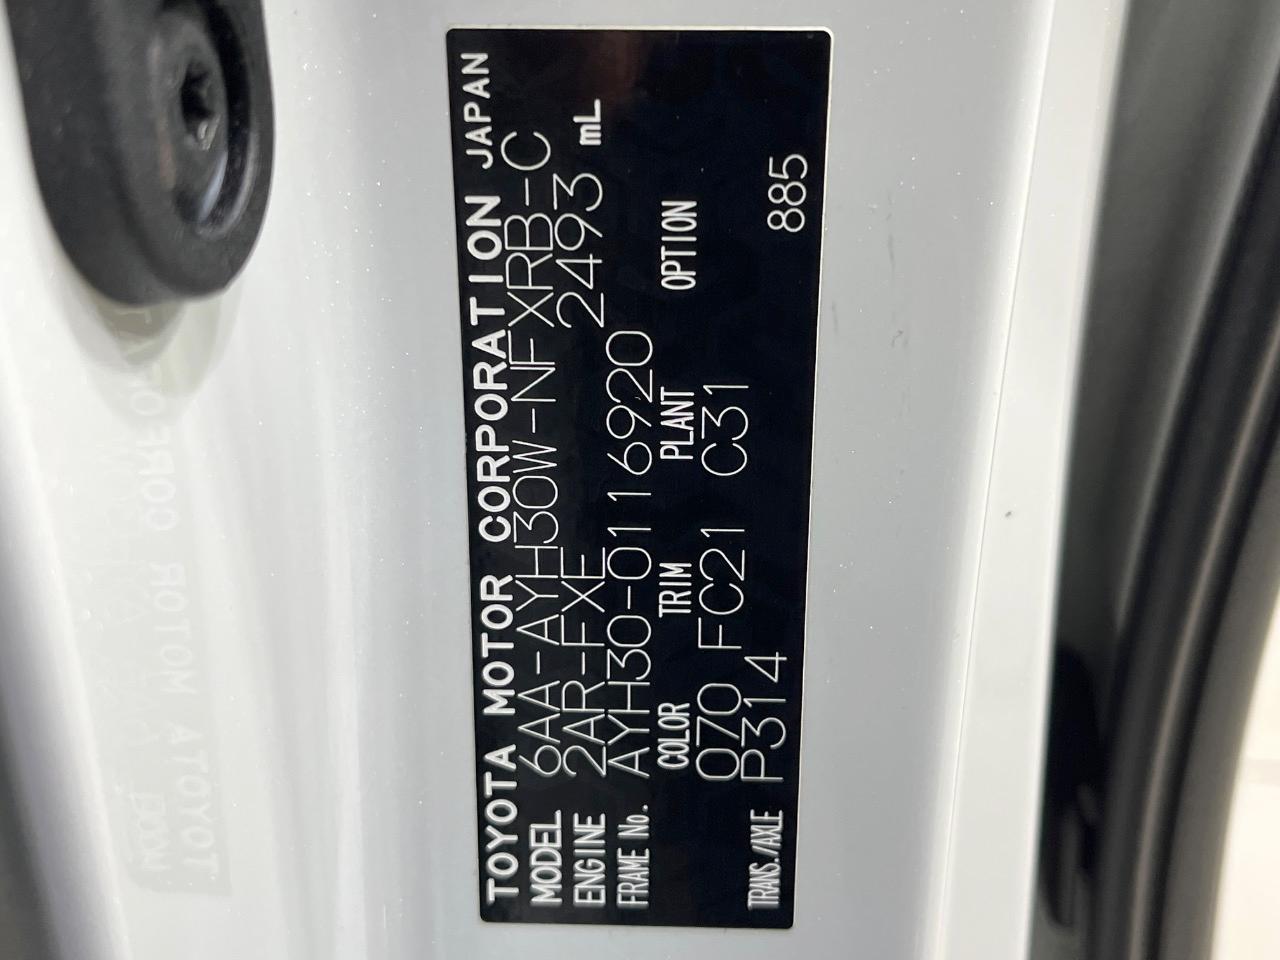 TOYOTA MOTOR CORPORATION JAPAN
MODEL 6AA-AYH30W-NFXRB-C
ENGINE 2AR-FXE 2493 mL
FRAME No. AYH30-0116920
COLOR TRIM PLANT OPTION
070 FC21 C31
TRANS./AXLE P314 885